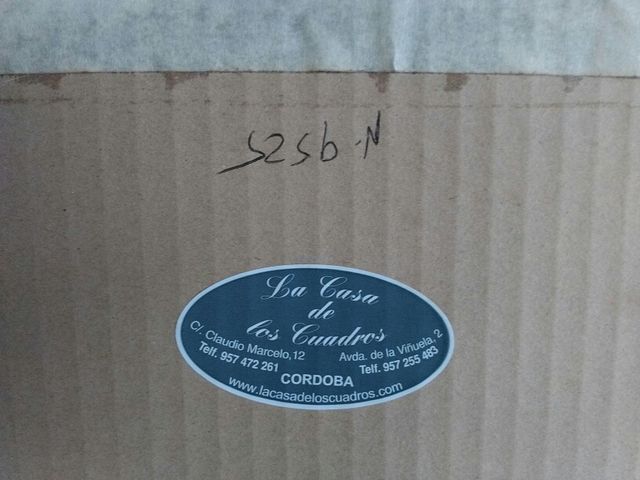 525b-N
La Casa
de
los Cuadros
C/. Claudio Marcelo, 12
Telf. 957 472 261
Avda. de la Viñuela, 2
Telf. 957 255 483
CORDOBA
www.lacasadeloscuadros.com